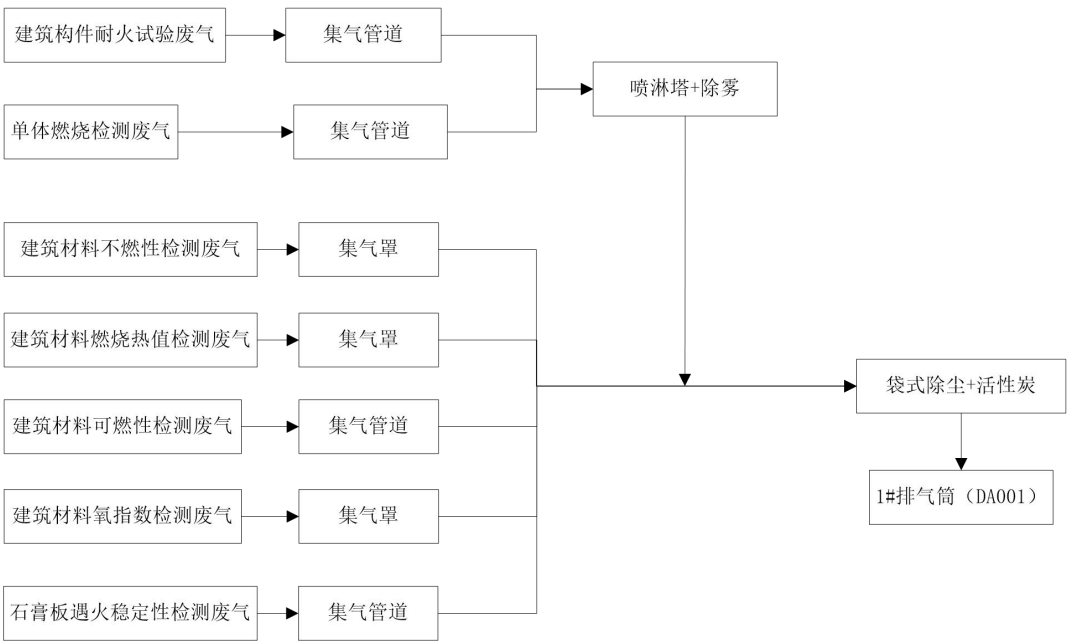 建筑构件耐火试验废气
集气管道
喷淋塔+除雾
单体燃烧检测废气
集气管道
建筑材料不燃性检测废气
集气罩
建筑材料燃烧热值检测废气
集气罩
袋式除尘+活性炭
建筑材料可燃性检测废气
集气管道
1#排气筒（DA001）
建筑材料氧指数检测废气
集气罩
石膏板遇火稳定性检测废气
集气管道